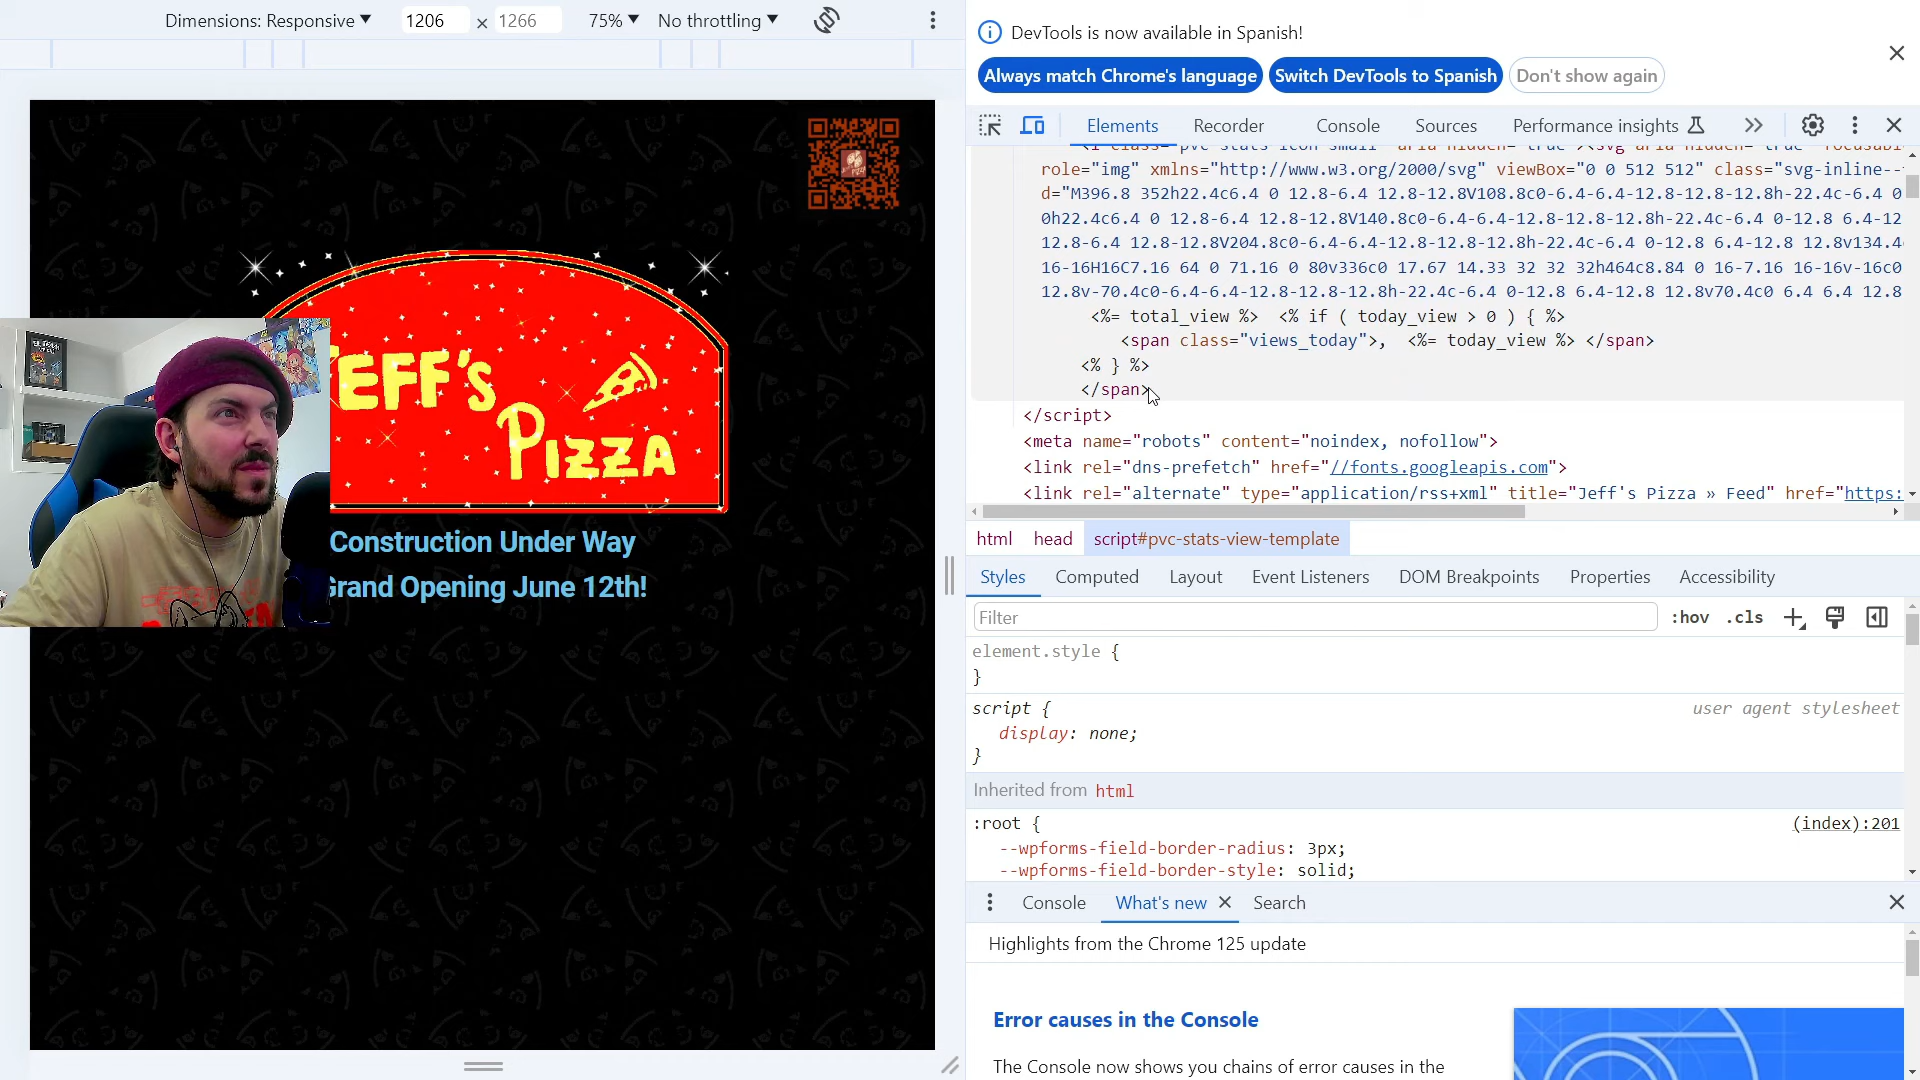 Dimensions: Responsive ▼ 1206 × 1266 75% ▼ No throttling ▼
JEFF'S
PIZZA
Construction Under Way
Grand Opening June 12th!
DevTools is now available in Spanish!
Always match Chrome's language Switch DevTools to Spanish Don't show again
Elements Recorder Console Sources Performance insights
role="img" xmlns="http://www.w3.org/2000/svg" viewBox="0 0 512 512" class="svg-inline--
d="M396.8 352h22.4c6.4 0 12.8-6.4 12.8-12.8V108.8c0-6.4-6.4-12.8-12.8-12.8h-22.4c-6.4 0
0h22.4c6.4 0 12.8-6.4 12.8-12.8V140.8c0-6.4-6.4-12.8-12.8-12.8h-22.4c-6.4 0-12.8 6.4-12
12.8-6.4 12.8-12.8V204.8c0-6.4-6.4-12.8-12.8-12.8h-22.4c-6.4 0-12.8 6.4-12.8 12.8v134.4
16-16H16C7.16 64 0 71.16 0 80v336c0 17.67 14.33 32 32 32h464c8.84 0 16-7.16 16-16v-16c0
12.8v-70.4c0-6.4-6.4-12.8-12.8-12.8h-22.4c-6.4 0-12.8 6.4-12.8 12.8v70.4c0 6.4 6.4 12.8
<%= total_view %> <% if ( today_view > 0 ) { %>
<span class="views_today">, <%= today_view %> </span>
<% } %>
</span>
</script>
<meta name="robots" content="noindex, nofollow">
<link rel="dns-prefetch" href="//fonts.googleapis.com">
<link rel="alternate" type="application/rss+xml" title="Jeff's Pizza » Feed" href="https:
html head script#pvc-stats-view-template
Styles Computed Layout Event Listeners DOM Breakpoints Properties Accessibility
Filter :hov .cls
element.style {
}
script { user agent stylesheet
display: none;
}
Inherited from html
:root { (index):201
--wpforms-field-border-radius: 3px;
--wpforms-field-border-style: solid;
Console What's new Search
Highlights from the Chrome 125 update
Error causes in the Console
The Console now shows you chains of error causes in the